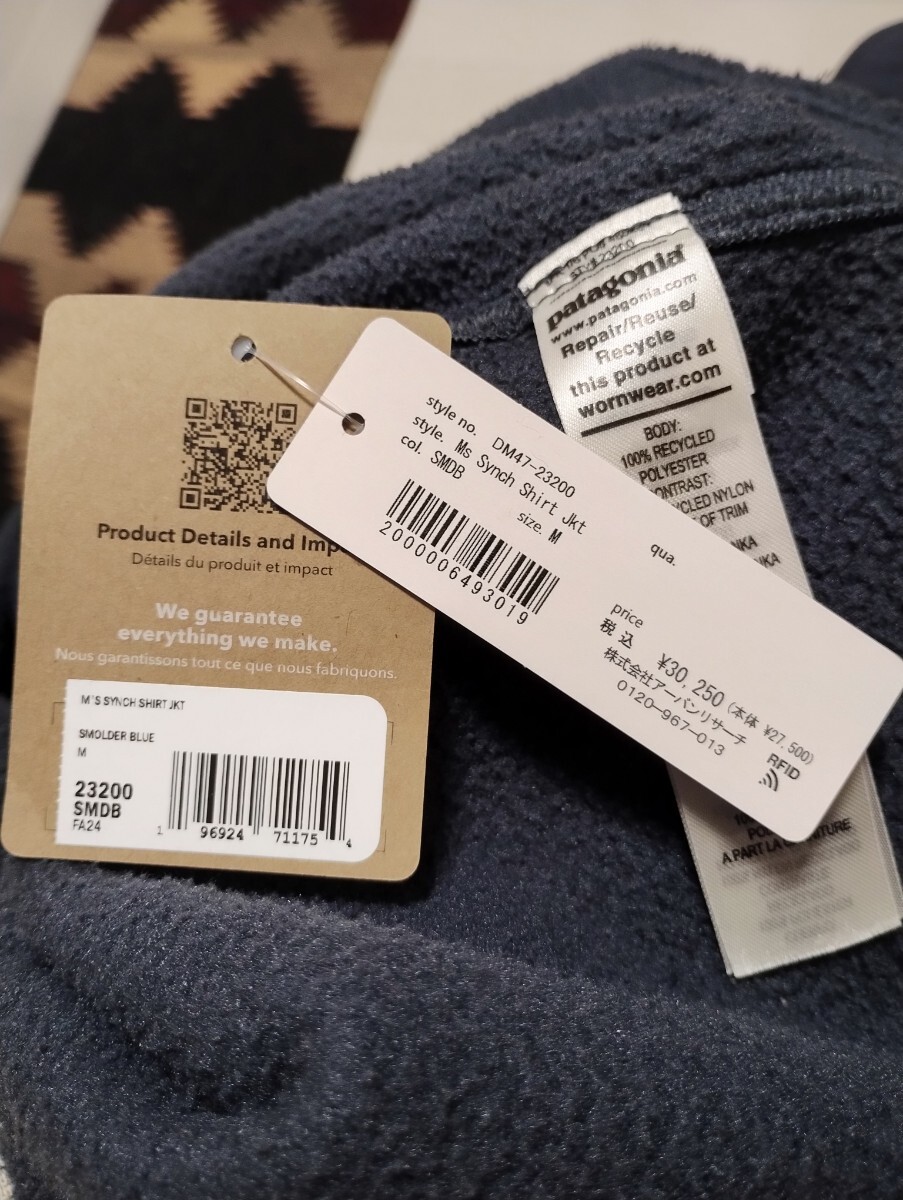 Product Details and Imp
Détails du produit et impact
We guarantee
everything we make.
Nous garantissons tout ce que nous fabriquons.
M'S SYNCH SHIRT JKT
SMOLDER BLUE
M
23200
SMDB
FA24
1 96924 71175 4
style no. DM47-23200
style. Ms Synch Shirt Jkt
col. SMDB
size. M
2000006493019
qua.
price
税込 ¥30,250 (本体 ¥27,500)
株式会社アーバンリサーチ
0120-967-013
RFID
patagonia
www.patagonia.com
Repair/Reuse/
Recycle
this product at
wornwear.com
BODY:
100% RECYCLED
POLYESTER
CONTRAST:
YCLED NYLON
OF TRIM
NKA
NKA
A PART LA